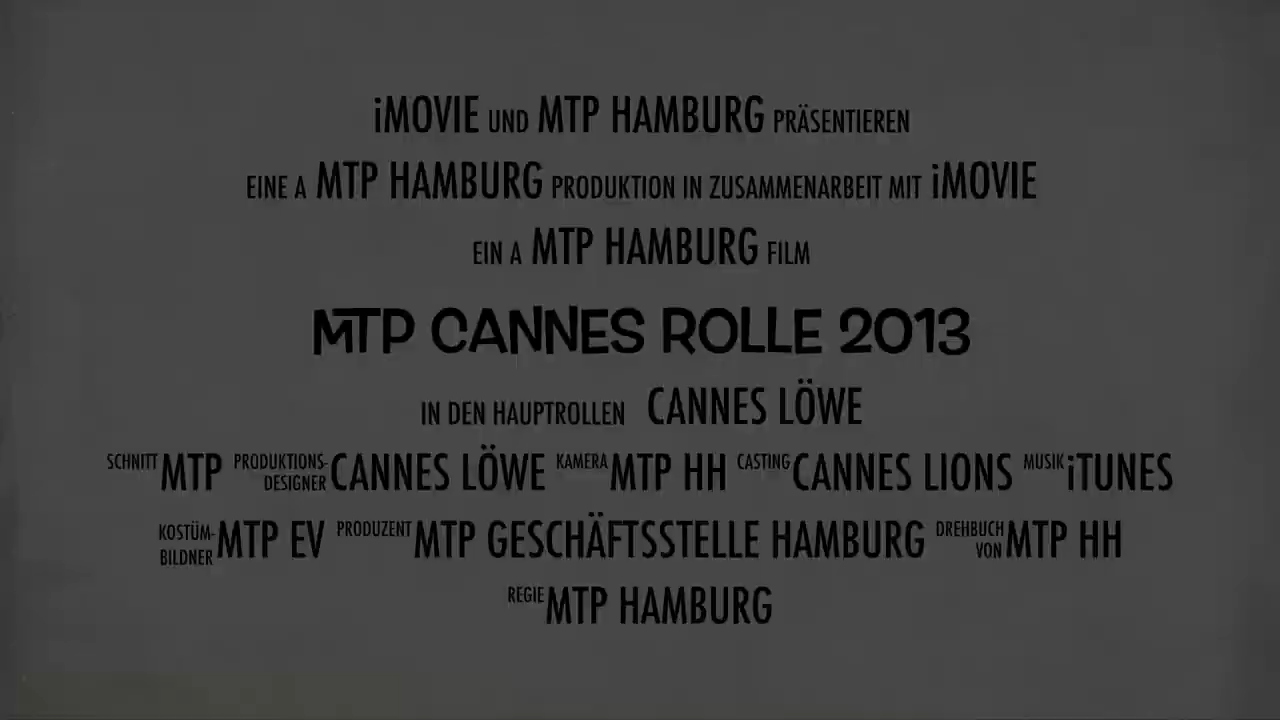 iMOVIE UND MTP HAMBURG PRÄSENTIEREN
EINE A MTP HAMBURG PRODUKTION IN ZUSAMMENARBEIT MIT iMOVIE
EIN A MTP HAMBURG FILM
MTP CANNES ROLLE 2013
IN DEN HAUPTROLLEN CANNES LÖWE
SCHNITT MTP PRODUKTIONS-DESIGNER CANNES LÖWE KAMERA MTP HH CASTING CANNES LIONS MUSIK iTUNES
KOSTÜM-BILDNER MTP EV PRODUZENT MTP GESCHÄFTSSTELLE HAMBURG DREHBUCH VON MTP HH
REGIE MTP HAMBURG